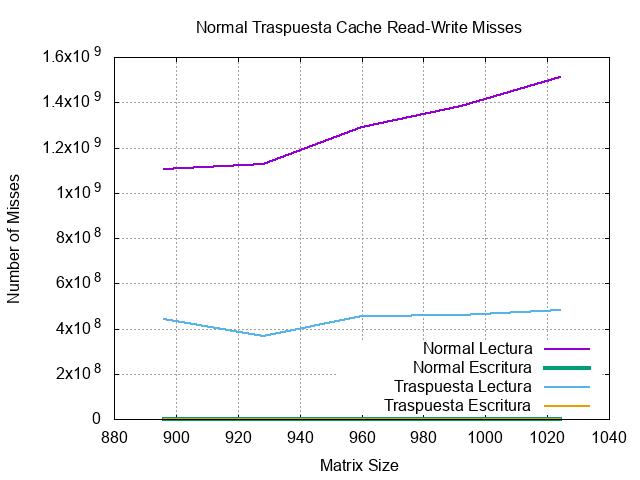 Normal Traspuesta Cache Read-Write Misses
1.6x10^9
1.4x10^9
1.2x10^9
1x10^9
8x10^8
6x10^8
4x10^8
2x10^8
0
Number of Misses
Normal Lectura
Normal Escritura
Traspuesta Lectura
Traspuesta Escritura
880 900 920 940 960 980 1000 1020 1040
Matrix Size